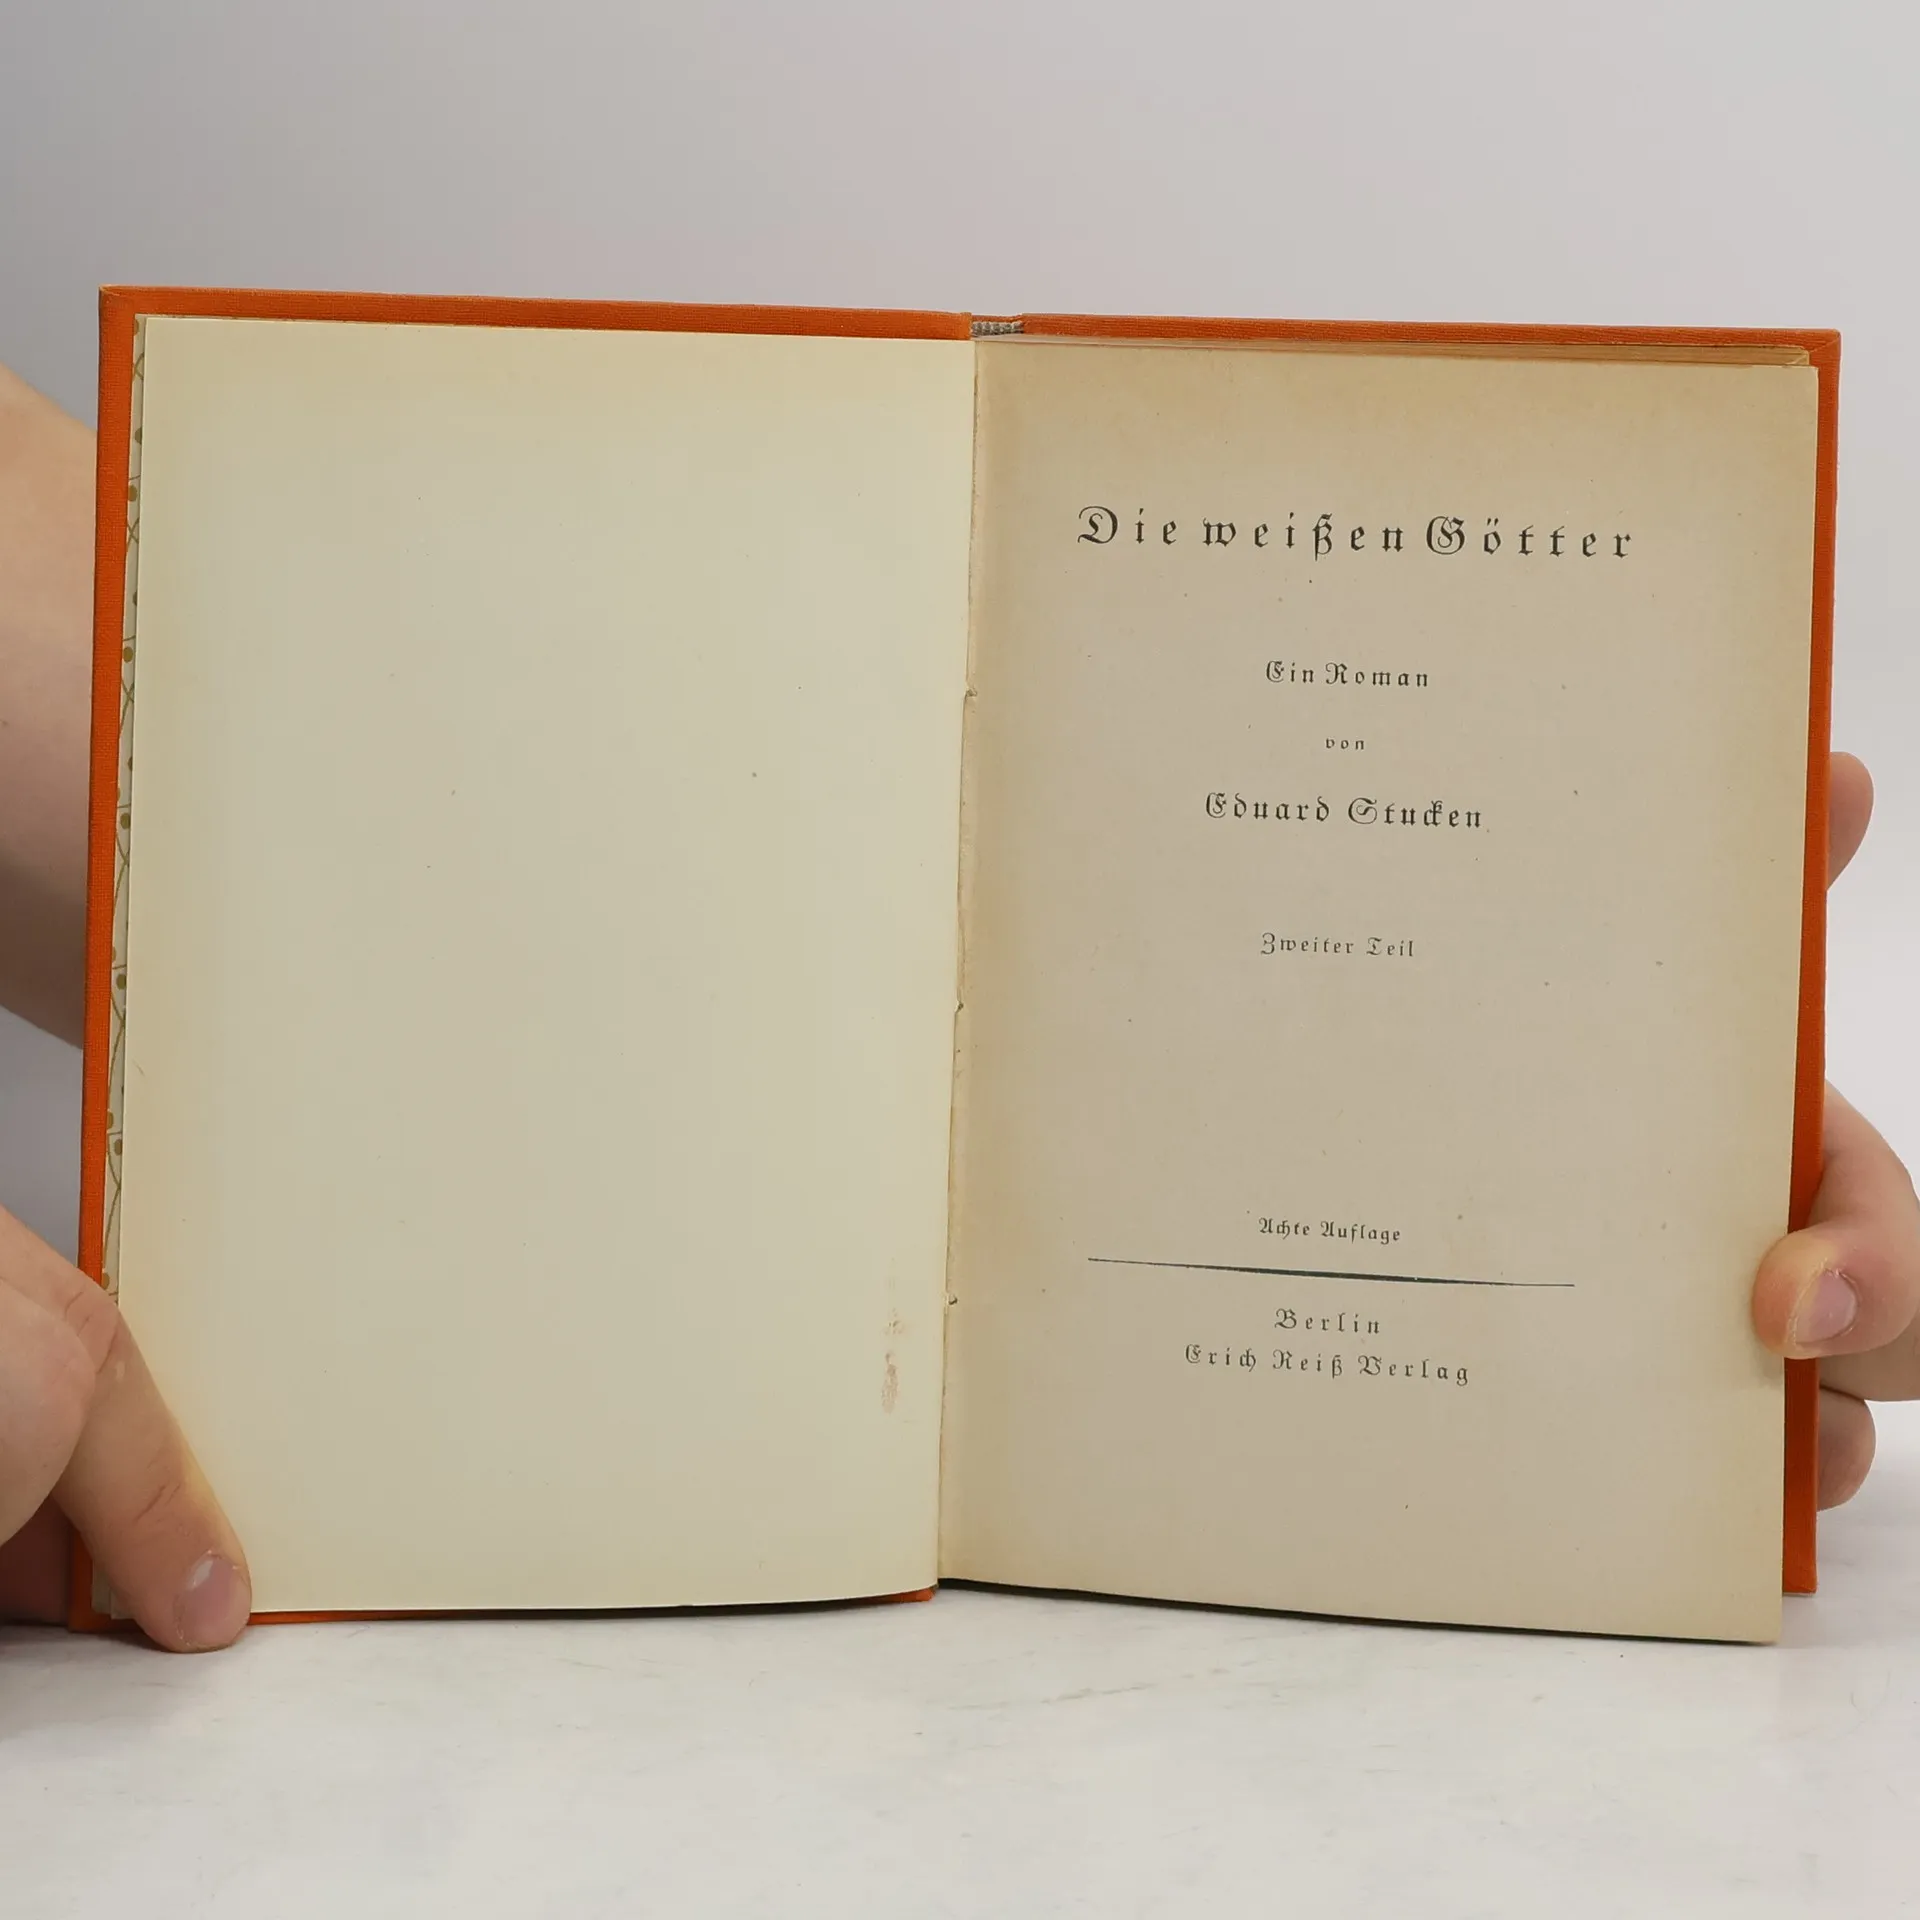 Die weißen Götter
Ein Roman
von
Eduard Stucken
Zweiter Teil
Achte Auflage
Berlin
Erich Reiß Verlag